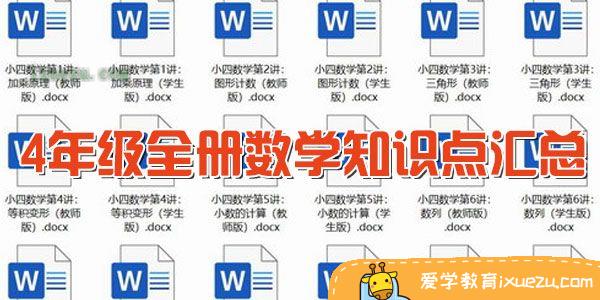 W W W W W W
小四数学第1讲: 小四数学第1讲: 小四数学第2讲: 小四数学第2讲: 小四数学第3讲: 小四数学第3讲:
加乘原理（教师 加乘原理（学生 图形计数（教师 图形计数（学生 三角形（教师 三角形（学生
版）.docx 版）.docx 版）.docx 版）.docx 版）.docx 版）.docx
4年级全册数学知识点汇总
小四数学第4讲: 小四数学第4讲: 小四数学第5讲: 小四数学第5讲: 小四数学第6讲: 小四数学第6讲:
等积变形（教师 等积变形（学生 小数的计算（教 小数的计算（学 数列（教师 数列（学生版）
版）.docx 版）.docx 师版）.docx 生版）.docx 版）.docx .docx
W W W W
爱学教育ixuezu.com